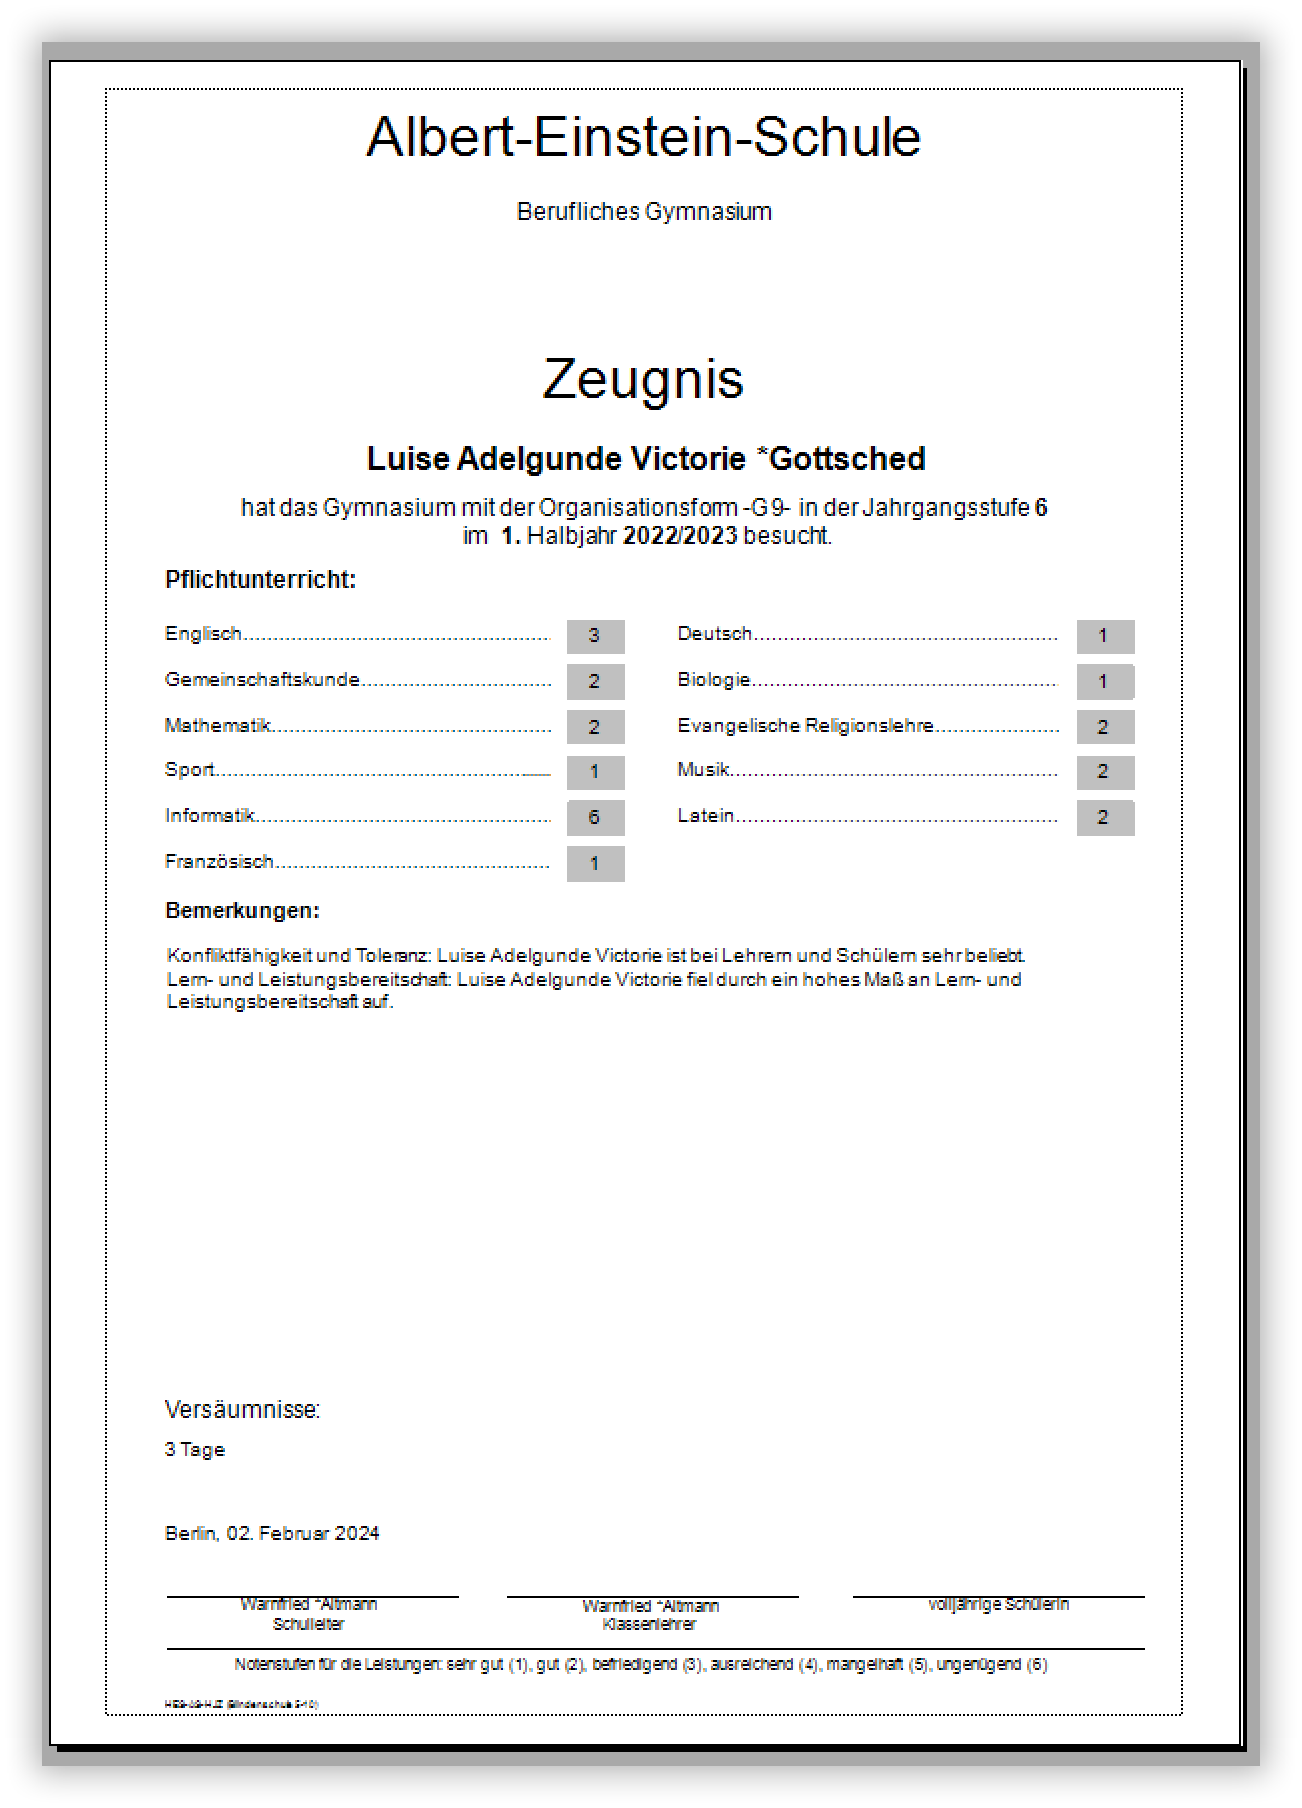 Albert-Einstein-Schule
Berufliches Gymnasium
Zeugnis
Luise Adelgunde Victorie *Gottsched
hat das Gymnasium mit der Organisationsform -G9- in der Jahrgangsstufe 6
im 1. Halbjahr 2022/2023 besucht.
Pflichtunterricht:
Englisch 3 Deutsch 1
Gemeinschaftskunde 2 Biologie 1
Mathematik 2 Evangelische Religionslehre 2
Sport 1 Musik 2
Informatik 6 Latein 2
Französisch 1
Bemerkungen:
Konfliktfähigkeit und Toleranz: Luise Adelgunde Victorie ist bei Lehrern und Schülern sehr beliebt.
Lern- und Leistungsbereitschaft: Luise Adelgunde Victorie fiel durch ein hohes Maß an Lern- und
Leistungsbereitschaft auf.
Versäumnisse:
3 Tage
Berlin, 02. Februar 2024
Warnfried *Altmann Warnfried *Altmann volljährige Schülerin
Schulleiter Klassenlehrer
Notenstufen für die Leistungen: sehr gut (1), gut (2), befriedigend (3), ausreichend (4), mangelhaft (5), ungenügend (6)
(Blindenschule 5-10)